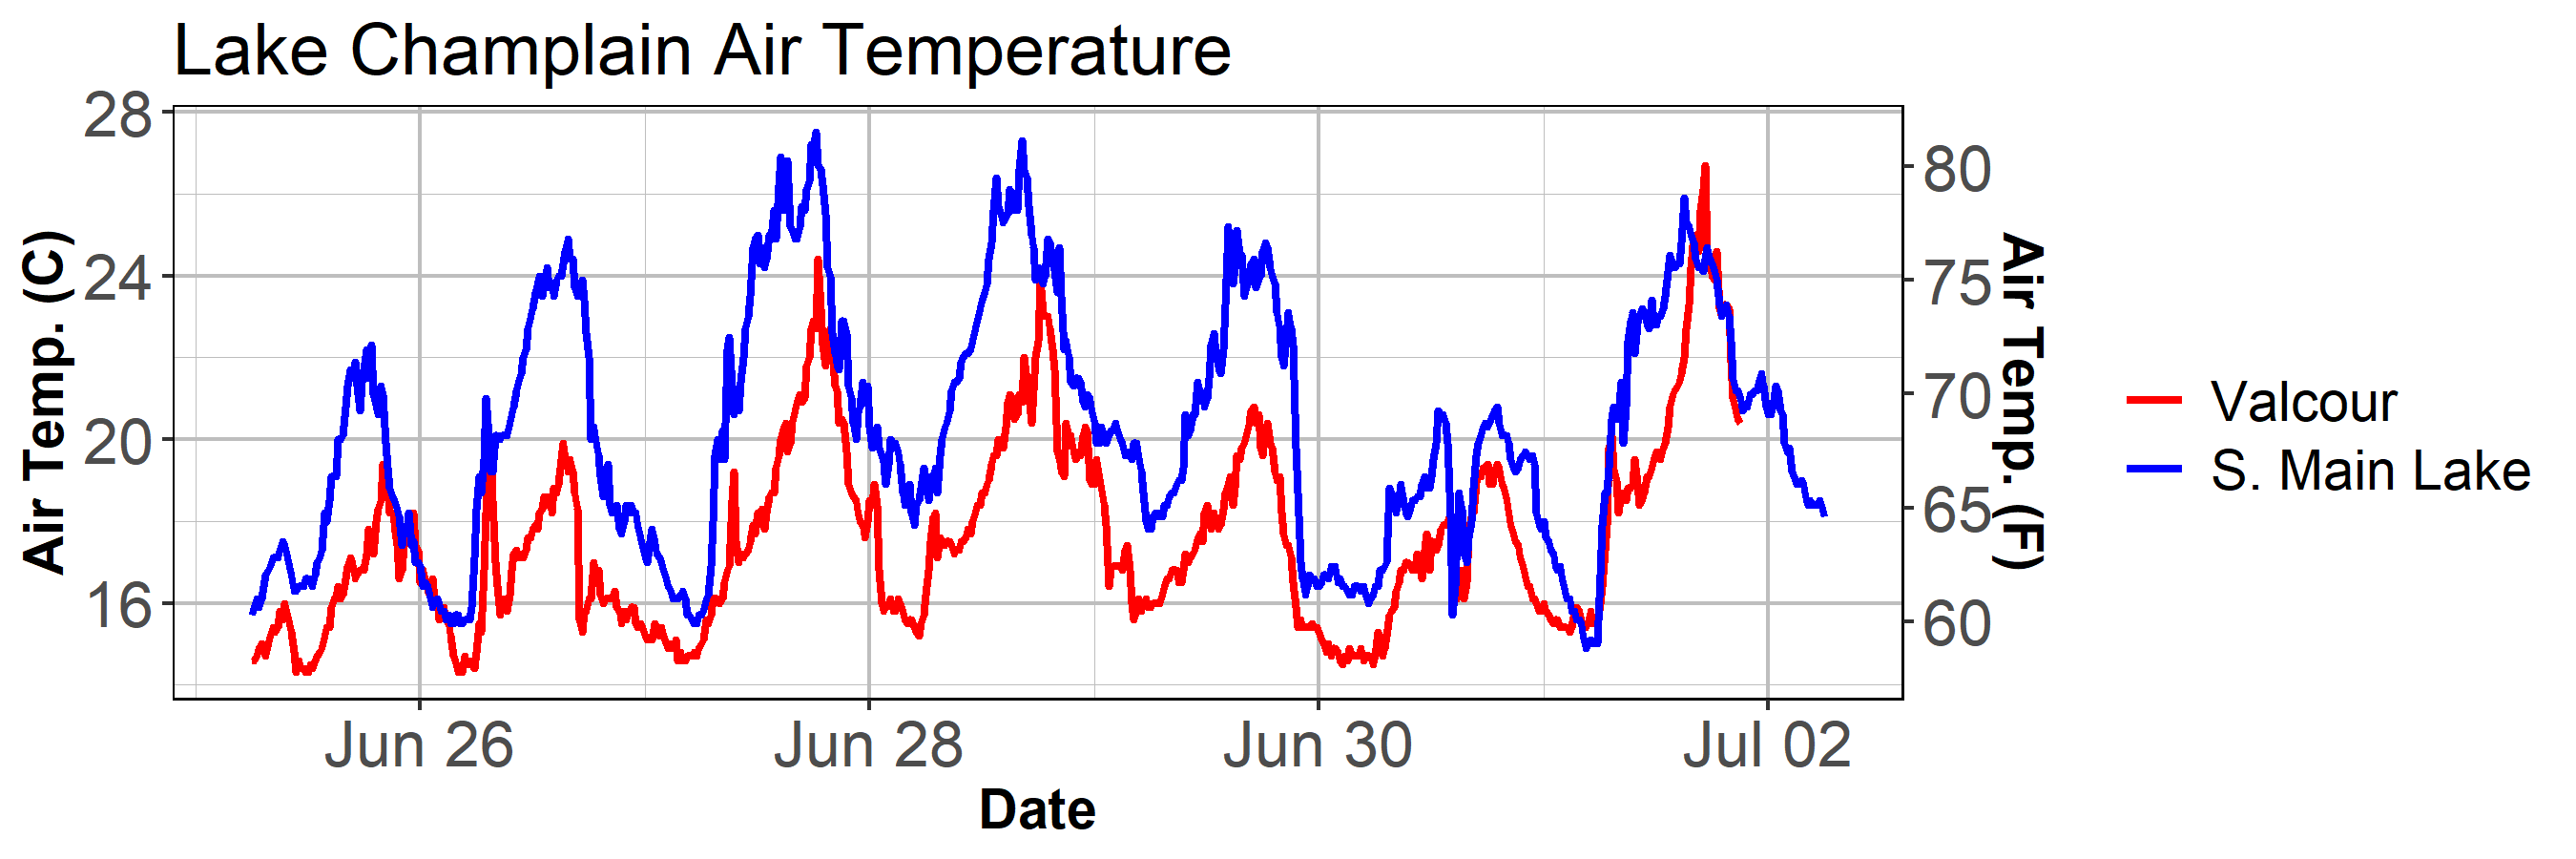 Lake Champlain Air Temperature
Air Temp. (C)
28
24
20
16
80
75
70
65
60
Air Temp. (F)
Jun 26 Jun 28 Jun 30 Jul 02
Date
Valcour
S. Main Lake